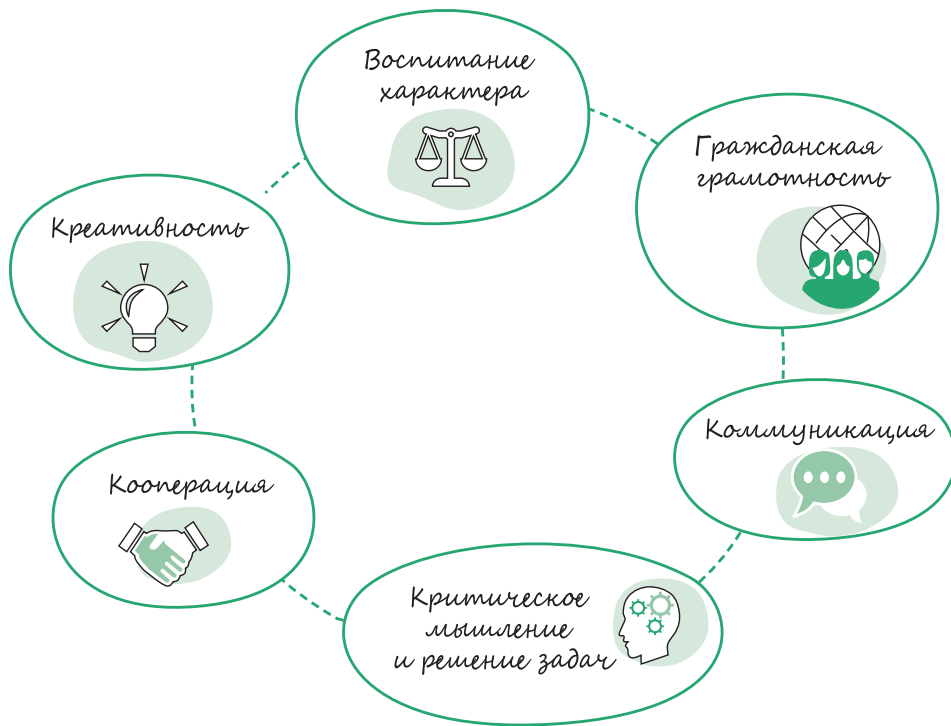 Воспитание
характера
Гражданская
грамотность
Креативность
Коммуникация
Кооперация
Критическое
мышление
и решение задач